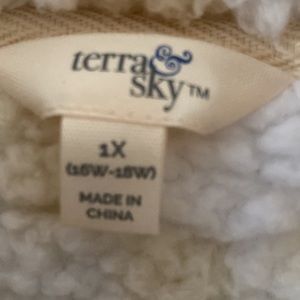 terra &
sky™
1X
(16W-18W)
MADE IN
CHINA